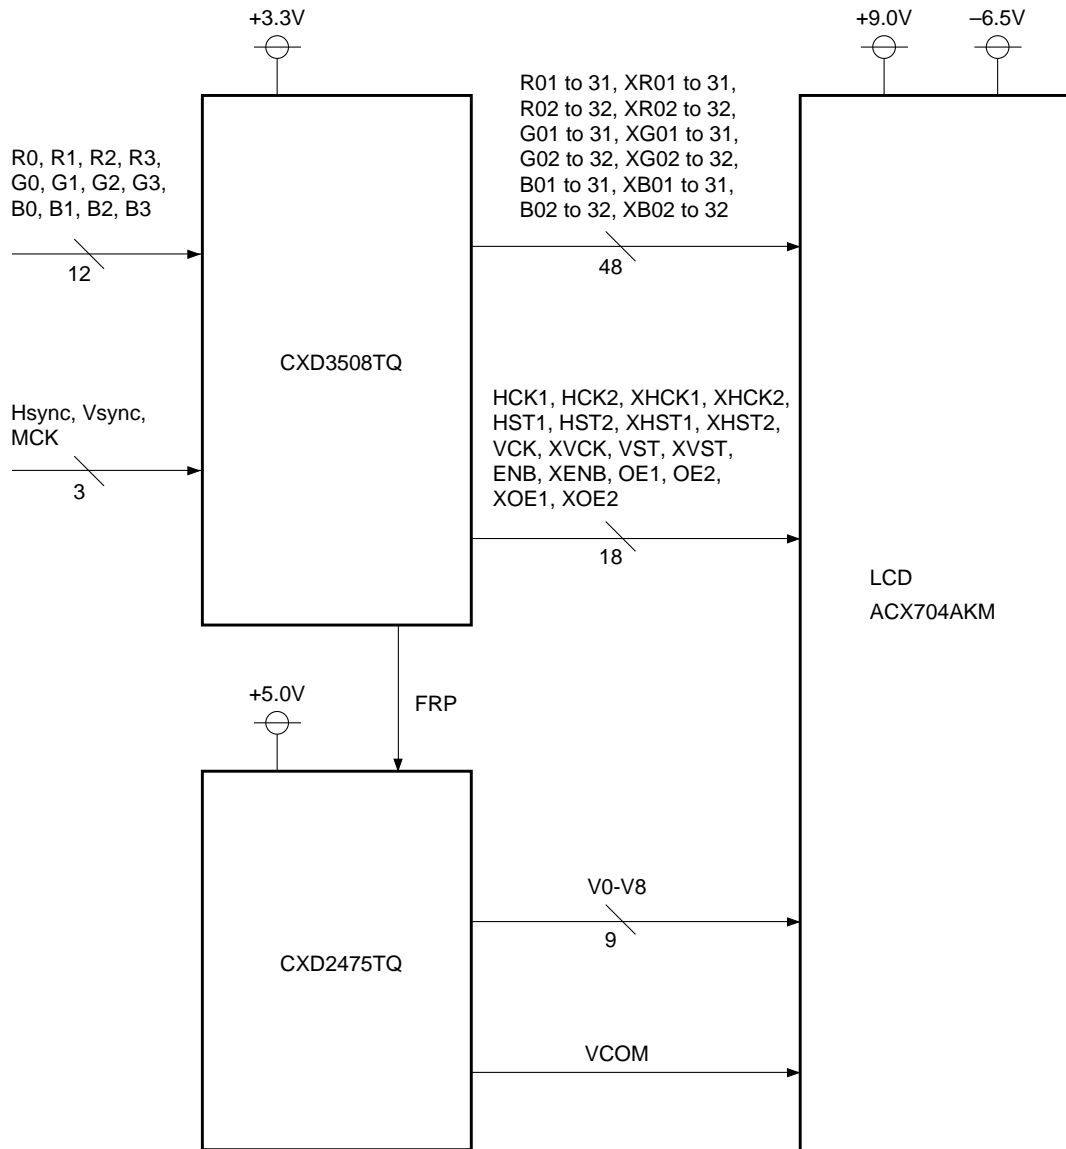 +3.3V
+9.0V
–6.5V
R01 to 31, XR01 to 31,
R02 to 32, XR02 to 32,
G01 to 31, XG01 to 31,
G02 to 32, XG02 to 32,
B01 to 31, XB01 to 31,
B02 to 32, XB02 to 32
48
R0, R1, R2, R3,
G0, G1, G2, G3,
B0, B1, B2, B3
12
CXD3508TQ
Hsync, Vsync,
MCK
3
HCK1, HCK2, XHCK1, XHCK2,
HST1, HST2, XHST1, XHST2,
VCK, XVCK, VST, XVST,
ENB, XENB, OE1, OE2,
XOE1, XOE2
18
LCD
ACX704AKM
+5.0V
FRP
V0-V8
9
CXD2475TQ
VCOM